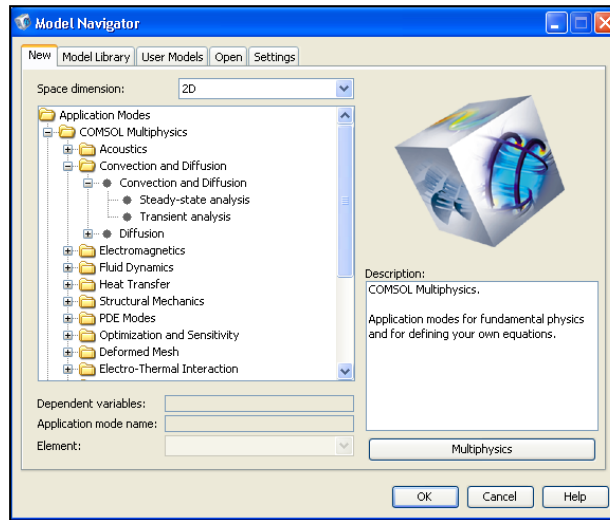 Model Navigator
New Model Library User Models Open Settings
Space dimension: 2D
Application Modes
COMSOL Multiphysics
Acoustics
Convection and Diffusion
Convection and Diffusion
Steady-state analysis
Transient analysis
Diffusion
Electromagnetics
Fluid Dynamics
Heat Transfer
Structural Mechanics
PDE Modes
Optimization and Sensitivity
Deformed Mesh
Electro-Thermal Interaction
Description:
COMSOL Multiphysics.
Application modes for fundamental physics
and for defining your own equations.
Dependent variables:
Application mode name:
Element:
Multiphysics
OK Cancel Help